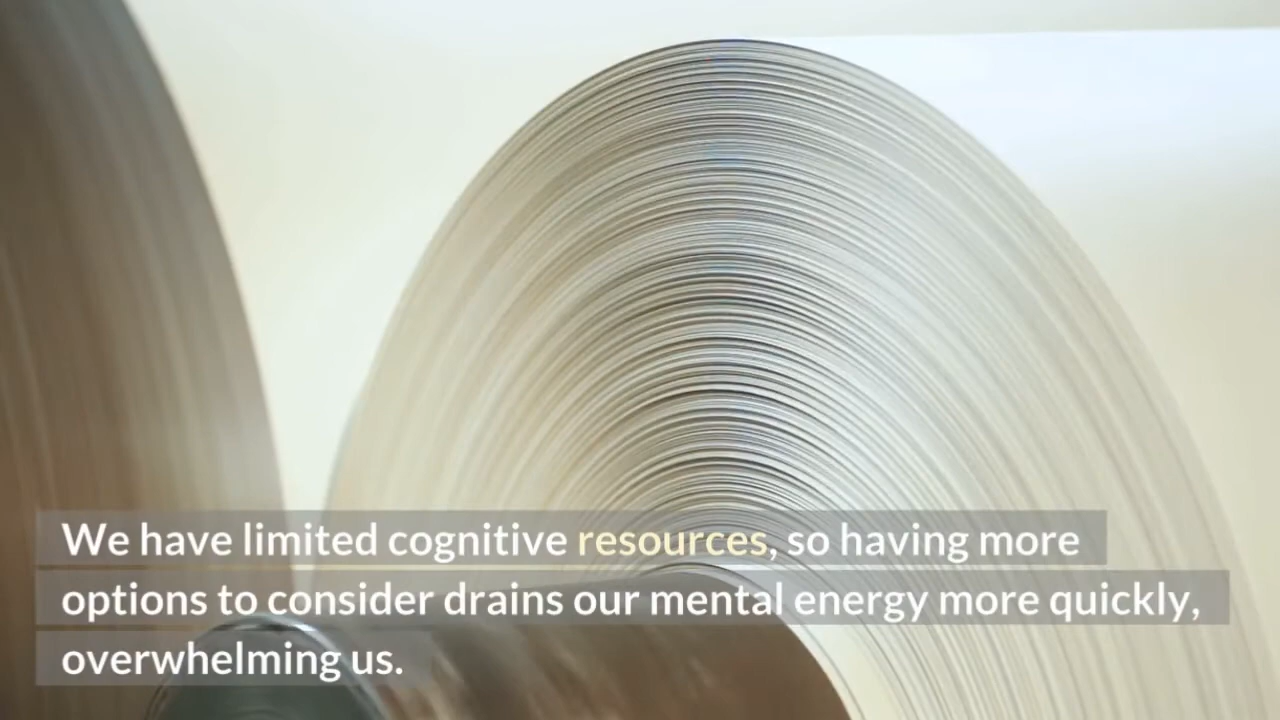 We have limited cognitive resources, so having more
options to consider drains our mental energy more quickly,
overwhelming us.